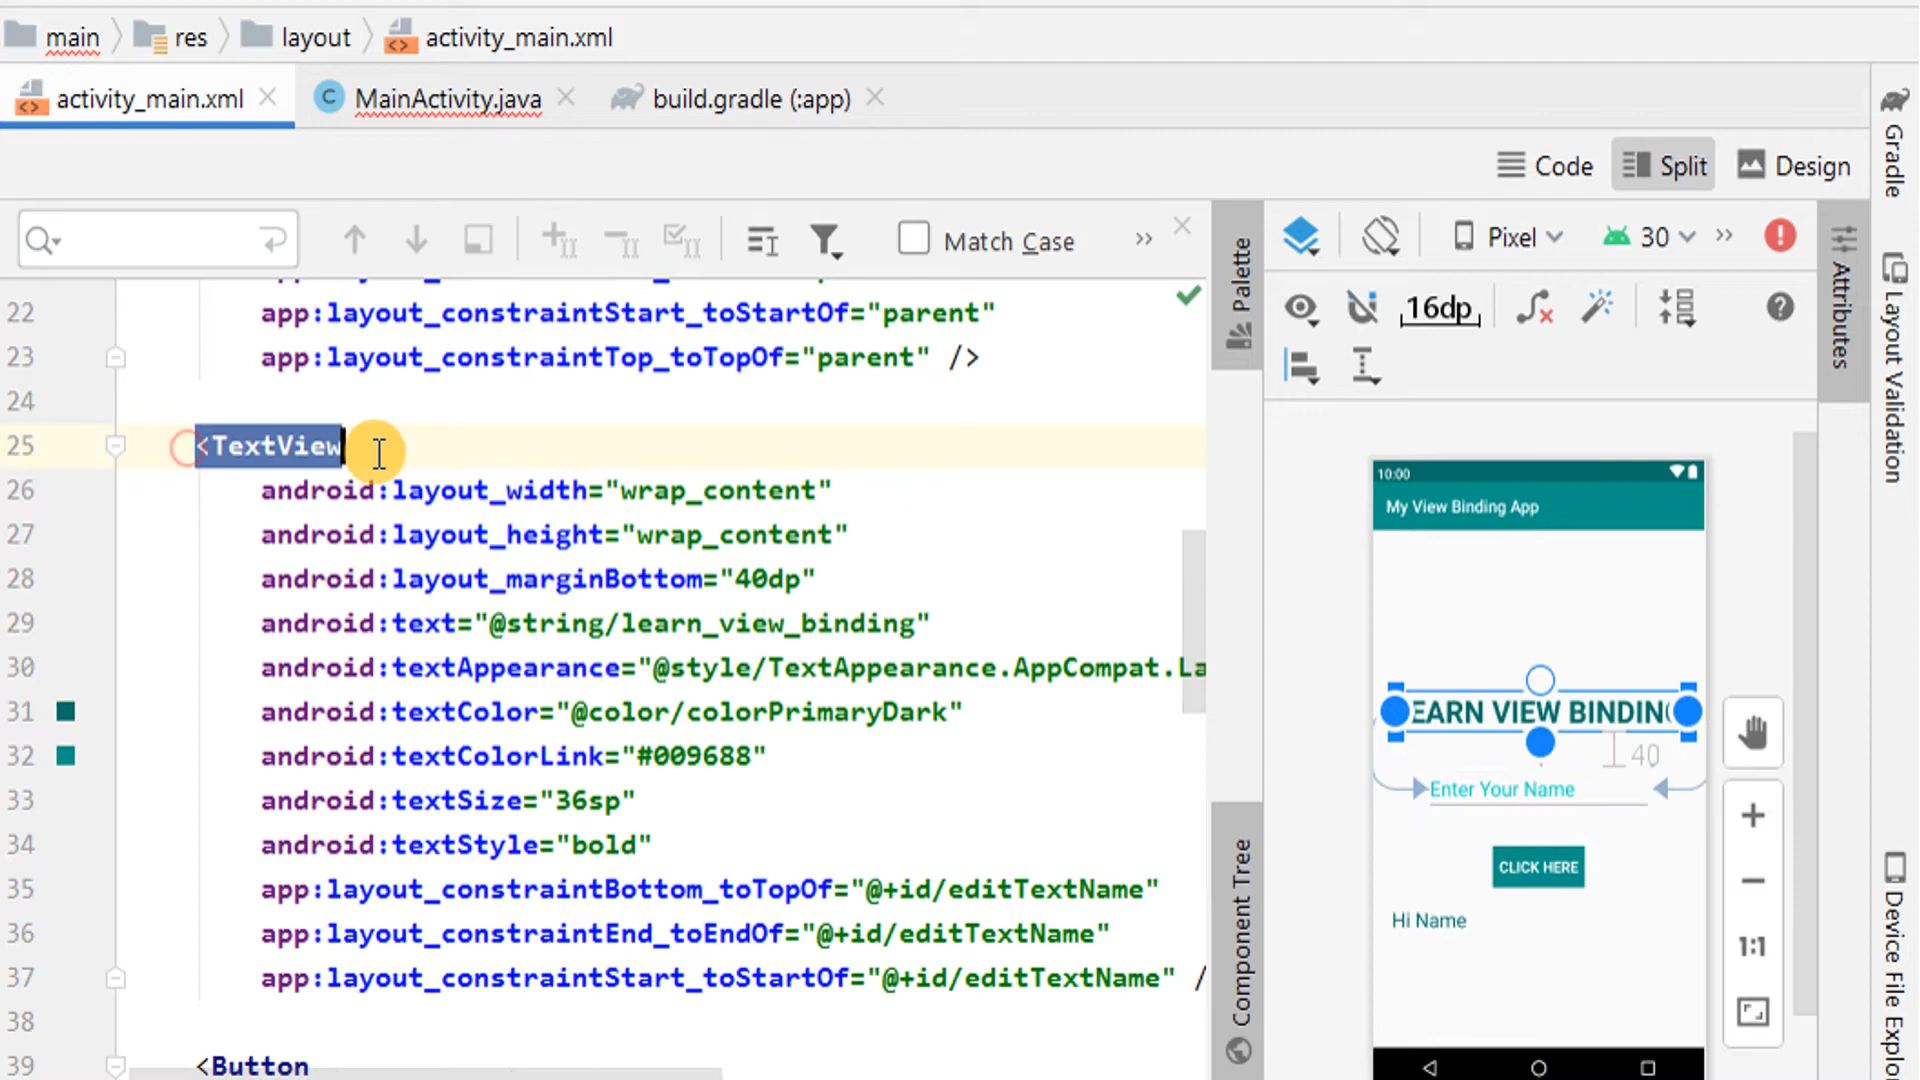 main res layout activity_main.xml
activity_main.xml MainActivity.java build.gradle (:app)
Code Split Design
Match Case
Pixel 30
16dp
22 app:layout_constraintStart_toStartOf="parent"
23 app:layout_constraintTop_toTopOf="parent" />
24
25 <TextView
26 android:layout_width="wrap_content"
27 android:layout_height="wrap_content"
28 android:layout_marginBottom="40dp"
29 android:text="@string/learn_view_binding"
30 android:textAppearance="@style/TextAppearance.AppCompat.La
31 android:textColor="@color/colorPrimaryDark"
32 android:textColorLink="#009688"
33 android:textSize="36sp"
34 android:textStyle="bold"
35 app:layout_constraintBottom_toTopOf="@+id/editTextName"
36 app:layout_constraintEnd_toEndOf="@+id/editTextName"
37 app:layout_constraintStart_toStartOf="@+id/editTextName" /
38
39 <Button
Palette
Component Tree
10:00
My View Binding App
EARN VIEW BINDING
40
Enter Your Name
CLICK HERE
Hi Name
1:1
Attributes
Gradle
Layout Validation
Device File Explo